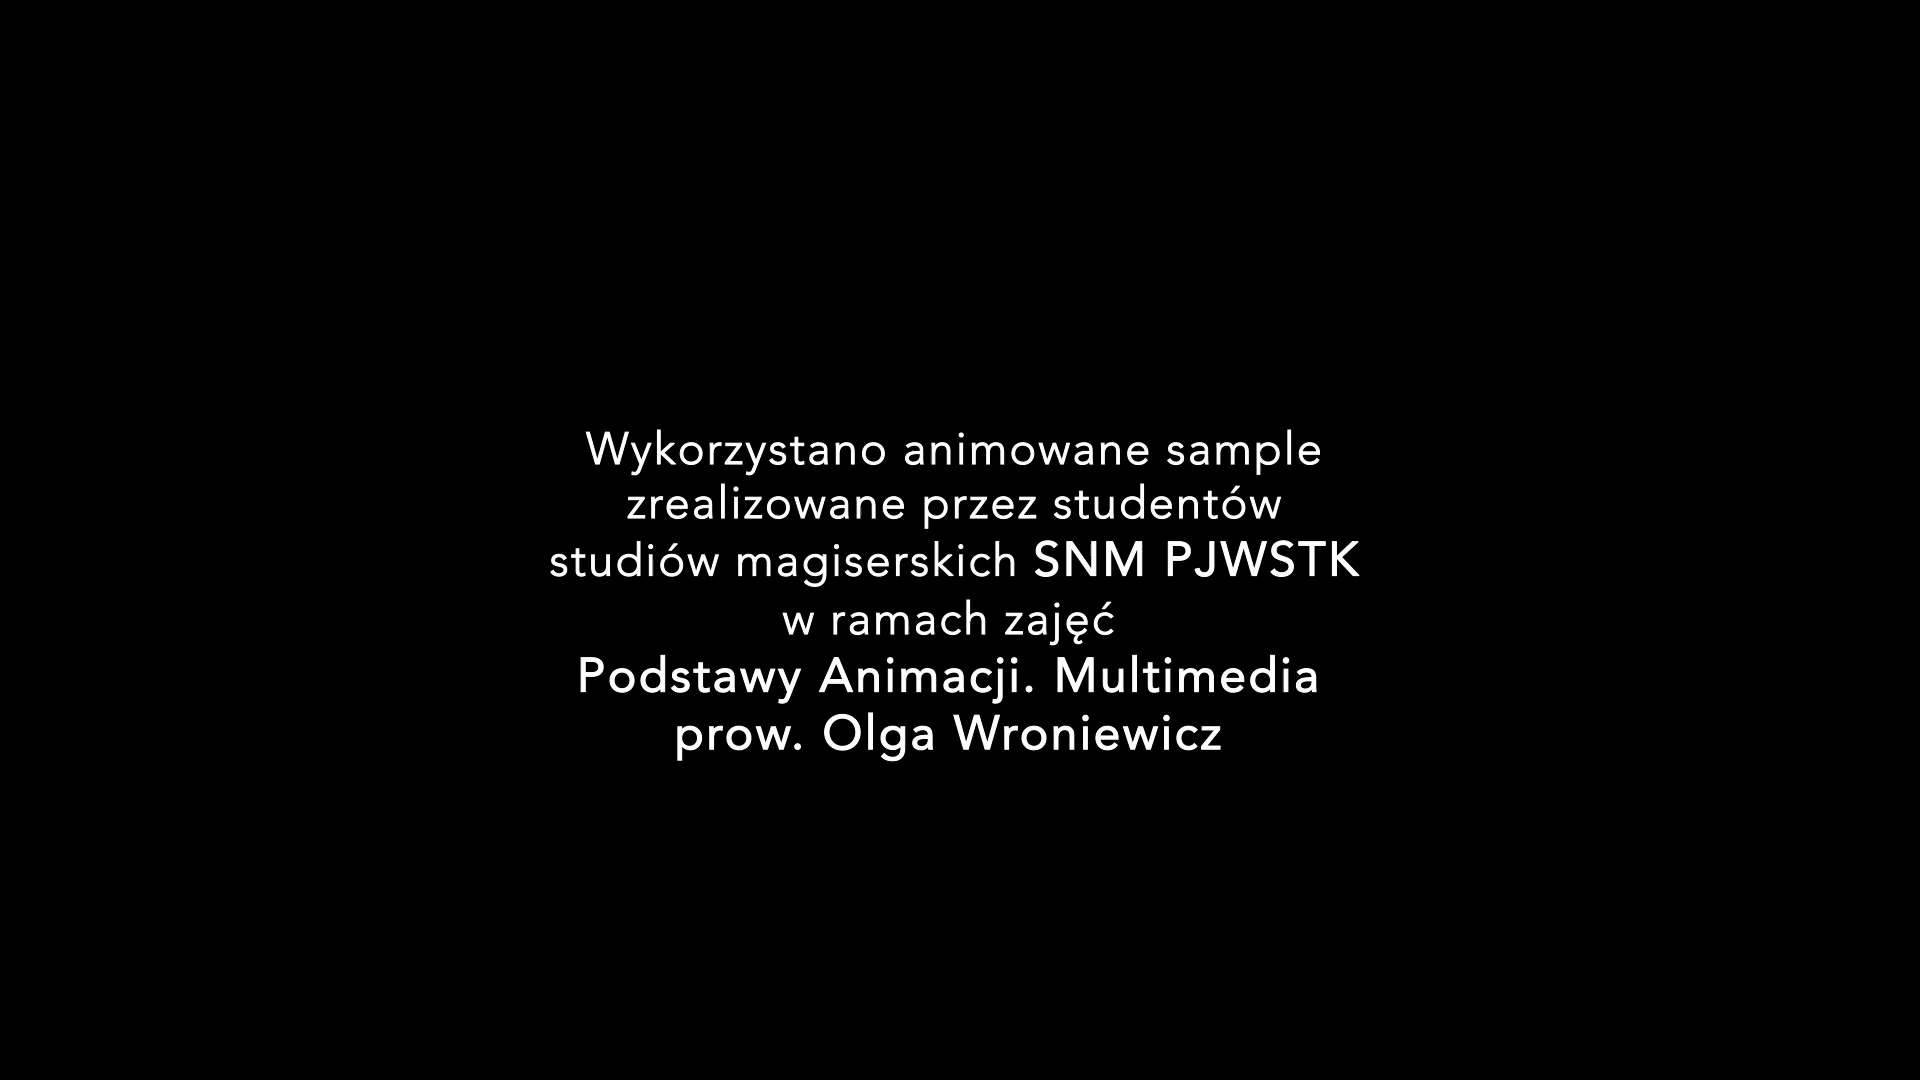 Wykorzystano animowane sample
zrealizowane przez studentów
studiów magiserskich SNM PJWSTK
w ramach zajęć
Podstawy Animacji. Multimedia
prow. Olga Wroniewicz